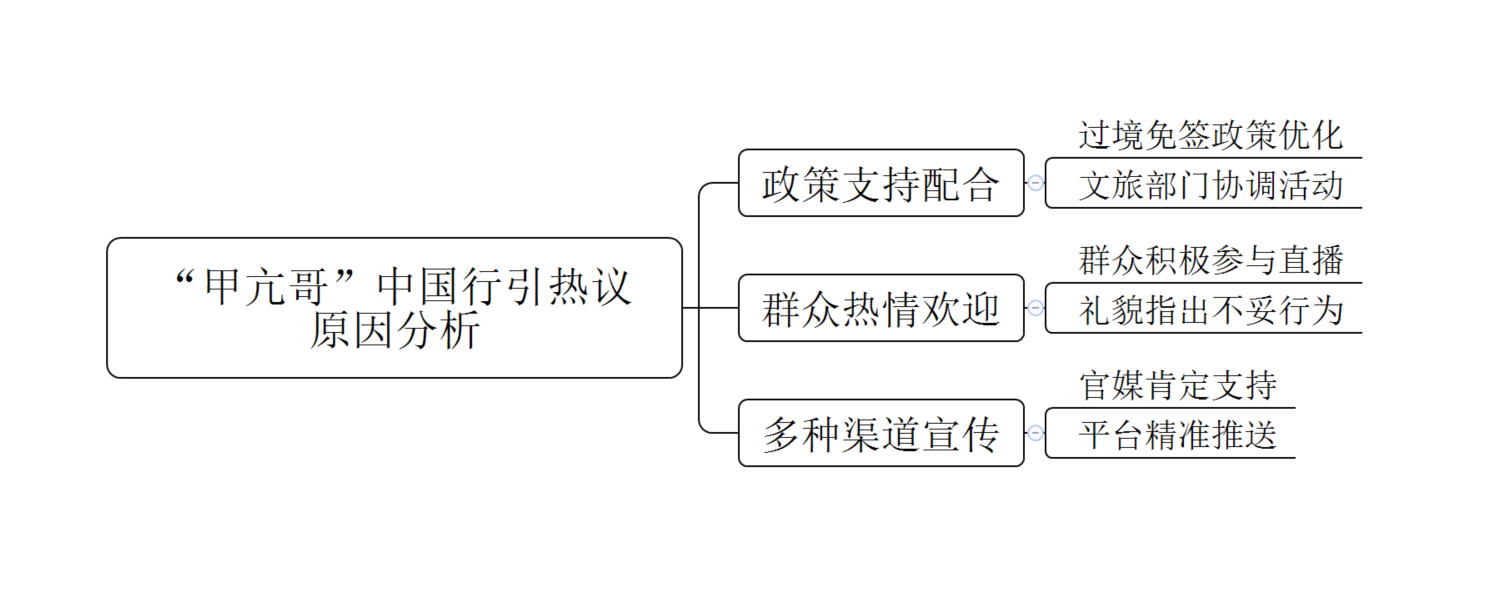 “甲亢哥”中国行引热议
原因分析
政策支持配合
过境免签政策优化
文旅部门协调活动
群众热情欢迎
群众积极参与直播
礼貌指出不妥行为
多种渠道宣传
官媒肯定支持
平台精准推送